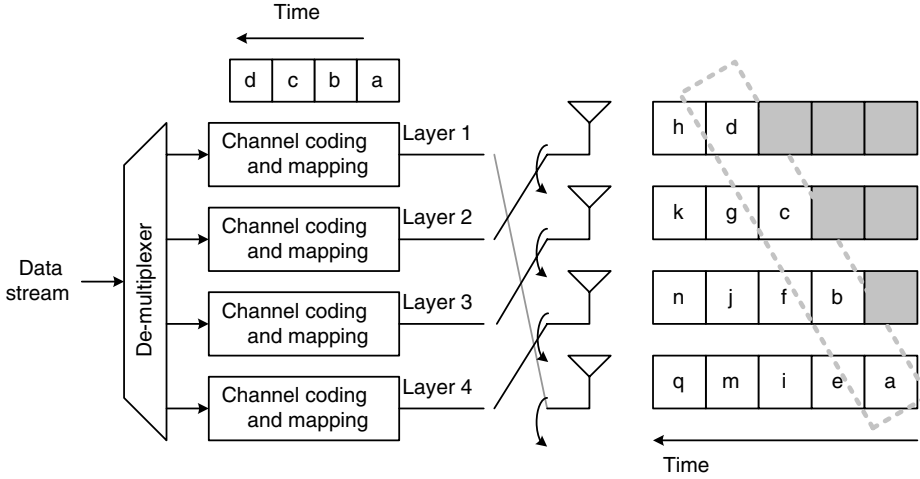 Time
d c b a
Channel coding
and mapping
Layer 1
h d
Channel coding
and mapping
Layer 2
k g c
Data
stream
De-multiplexer
Channel coding
and mapping
Layer 3
n j f b
Channel coding
and mapping
Layer 4
q m i e a
Time